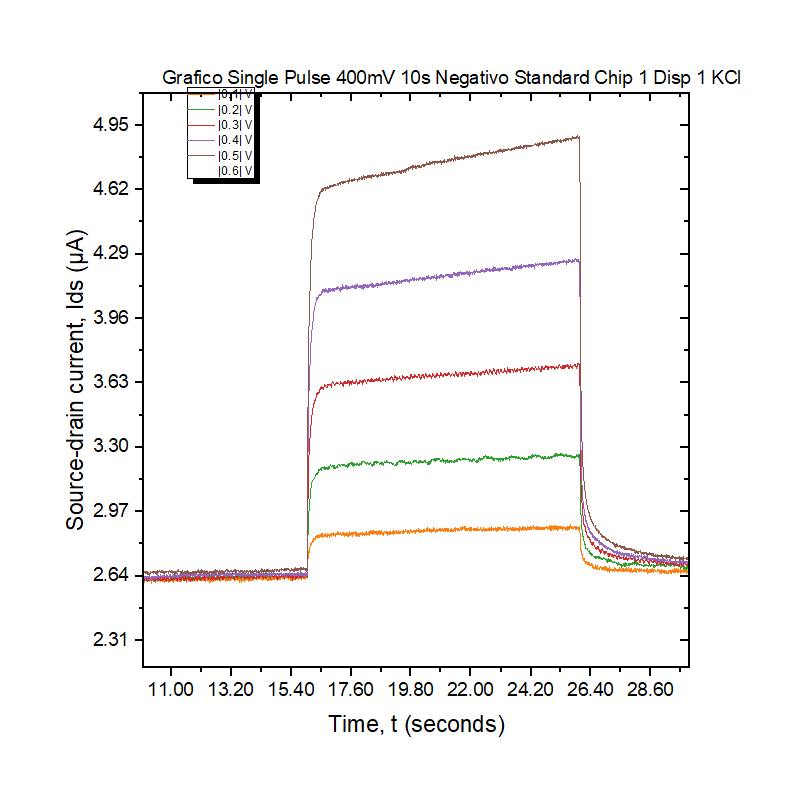 Grafico Single Pulse 400mV 10s Negativo Standard Chip 1 Disp 1 KCl
|0.1| V
|0.2| V
|0.3| V
|0.4| V
|0.5| V
|0.6| V
4.95
4.62
4.29
3.96
3.63
3.30
2.97
2.64
2.31
Source-drain current, Ids (µA)
11.00 13.20 15.40 17.60 19.80 22.00 24.20 26.40 28.60
Time, t (seconds)